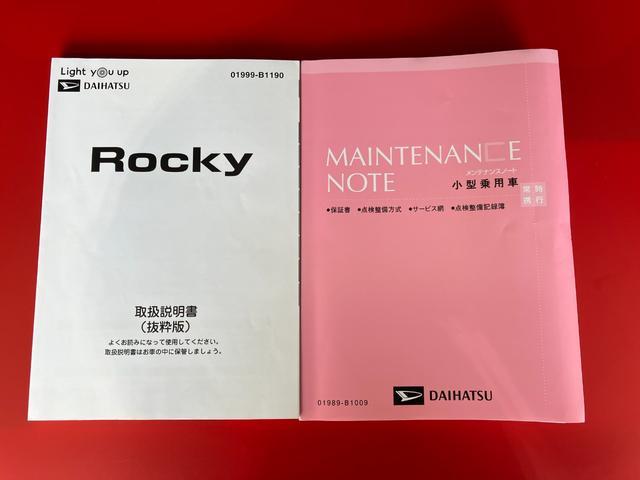 Light you up
DAIHATSU
01999-B1190
Rocky
取扱説明書
(抜粋版)
よくお読みになって使用してください。
取扱説明書はお車の中に保管しましょう。
MAINTENANCE
NOTE
メンテナンスノート
小型乗用車
常時
携行
●保証書 ●点検整備方式 ●サービス網 ●点検整備記録簿
01989-B1009
DAIHATSU